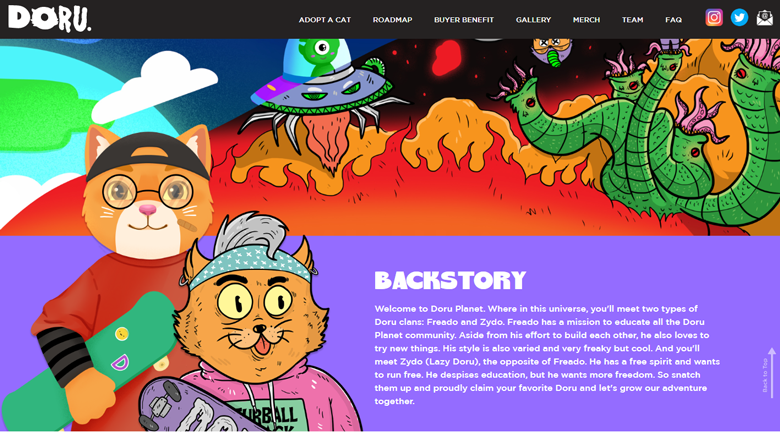 DORU.
ADOPT A CAT ROADMAP BUYER BENEFIT GALLERY MERCH TEAM FAQ
BACKSTORY
Welcome to Doru Planet. Where in this universe, you'll meet two types of
Doru clans: Freado and Zydo. Freado has a mission to educate all the Doru
Planet community. Aside from his effort to build each other, he also loves to
try new things. His style is also varied and very freaky but cool. And you'll
meet Zydo (Lazy Doru), the opposite of Fredo. He has a free spirit and wants
to run free. He despises education, but he wants more freedom. So snatch
them up and proudly claim your favorite Doru and let's grow our adventure
together.
Back to Top